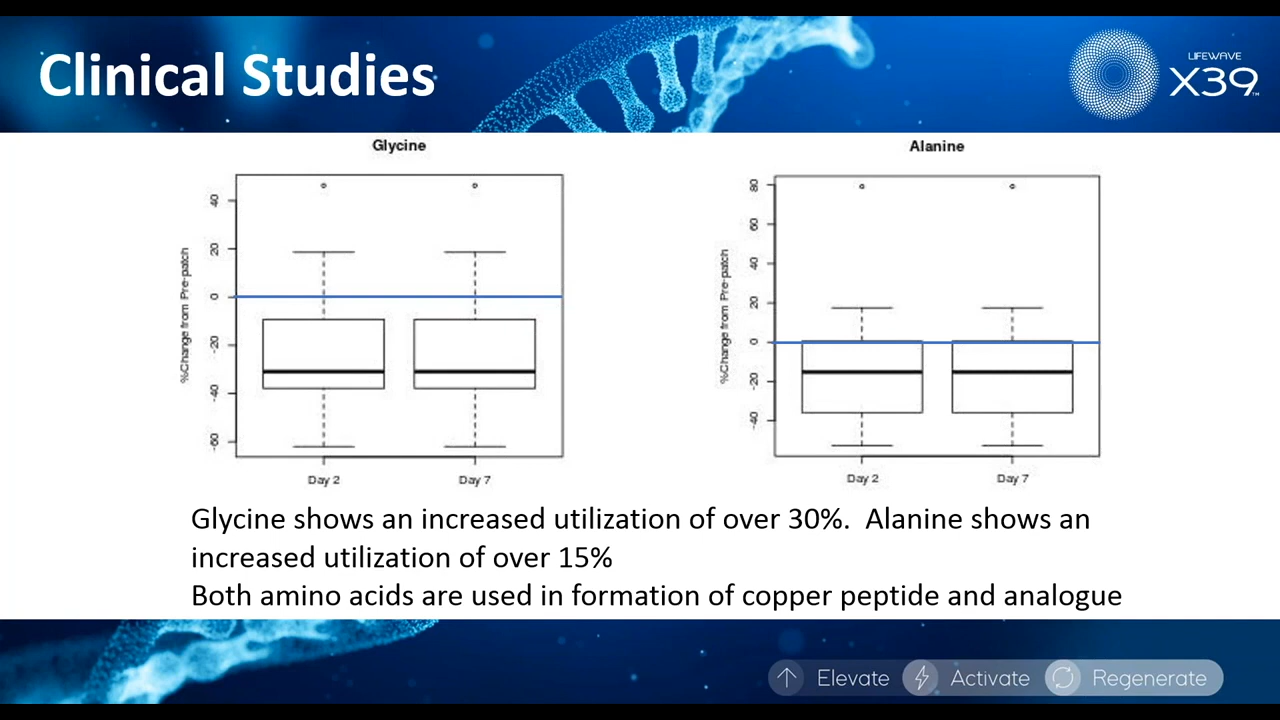 Clinical Studies
LIFEWAVE
X39™
Glycine
%Change from Pre-patch
40
20
0
-20
-40
-60
Day 2
Day 7
Alanine
%Change from Pre-patch
80
60
40
20
0
-20
-40
Day 2
Day 7
Glycine shows an increased utilization of over 30%.  Alanine shows an
increased utilization of over 15%
Both amino acids are used in formation of copper peptide and analogue
Elevate
Activate
Regenerate